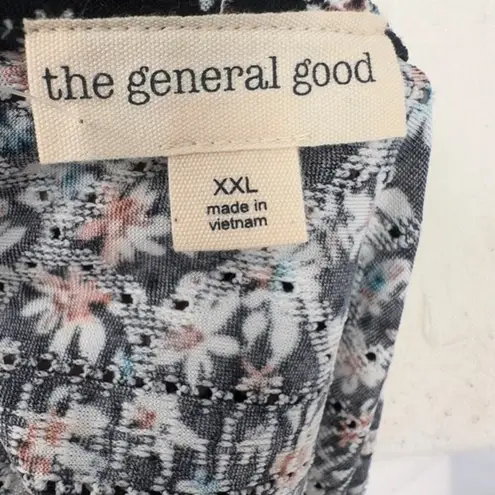 the general good
XXL
made in
vietnam